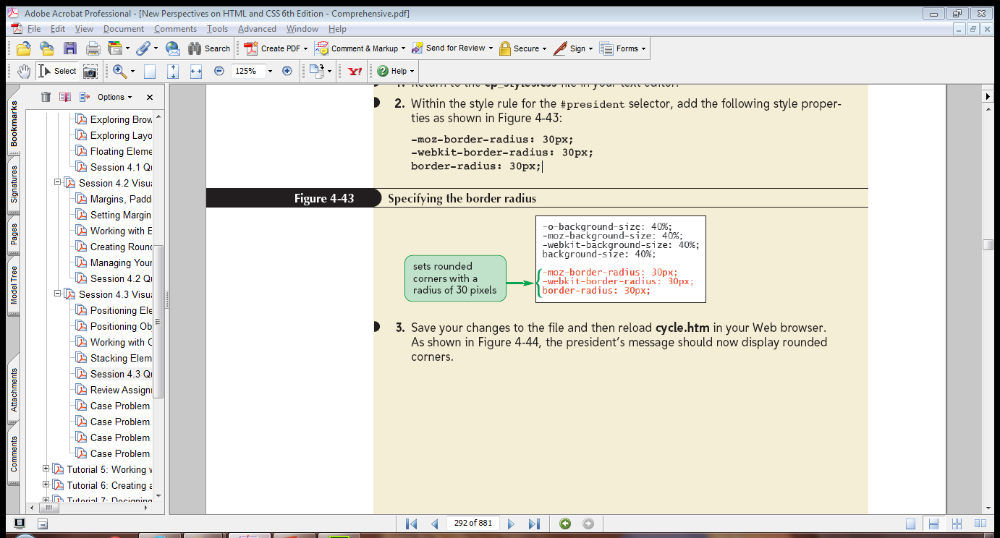 Adobe Acrobat Professional - [New Perspectives on HTML and CSS 6th Edition - Comprehensive.pdf]
File Edit View Document Comments Tools Advanced Window Help
Search Create PDF Comment & Markup Send for Review Secure Sign Forms
Select 125% Y! Help
Options
Bookmarks
Signatures
Pages
Model Tree
Attachments
Comments
Exploring Brow
Exploring Layo
Floating Eleme
Session 4.1 Qu
Session 4.2 Visua
Margins, Padd
Setting Margin
Working with E
Creating Round
Managing Your
Session 4.2 Qu
Session 4.3 Visua
Positioning Ele
Positioning Ob
Working with C
Stacking Elem
Session 4.3 Qu
Review Assign
Case Problem
Case Problem
Case Problem
Case Problem
Tutorial 5: Working w
Tutorial 6: Creating a
Tutorial 7: Designing
1. Return to the cp_styles.css file in your text editor.
2. Within the style rule for the #president selector, add the following style proper-
ties as shown in Figure 4-43:
-moz-border-radius: 30px;
-webkit-border-radius: 30px;
border-radius: 30px;
Figure 4-43 Specifying the border radius
-o-background-size: 40%;
-moz-background-size: 40%;
-webkit-background-size: 40%;
background-size: 40%;
-moz-border-radius: 30px;
-webkit-border-radius: 30px;
border-radius: 30px;
sets rounded
corners with a
radius of 30 pixels
3. Save your changes to the file and then reload cycle.htm in your Web browser.
As shown in Figure 4-44, the president's message should now display rounded
corners.
292 of 881